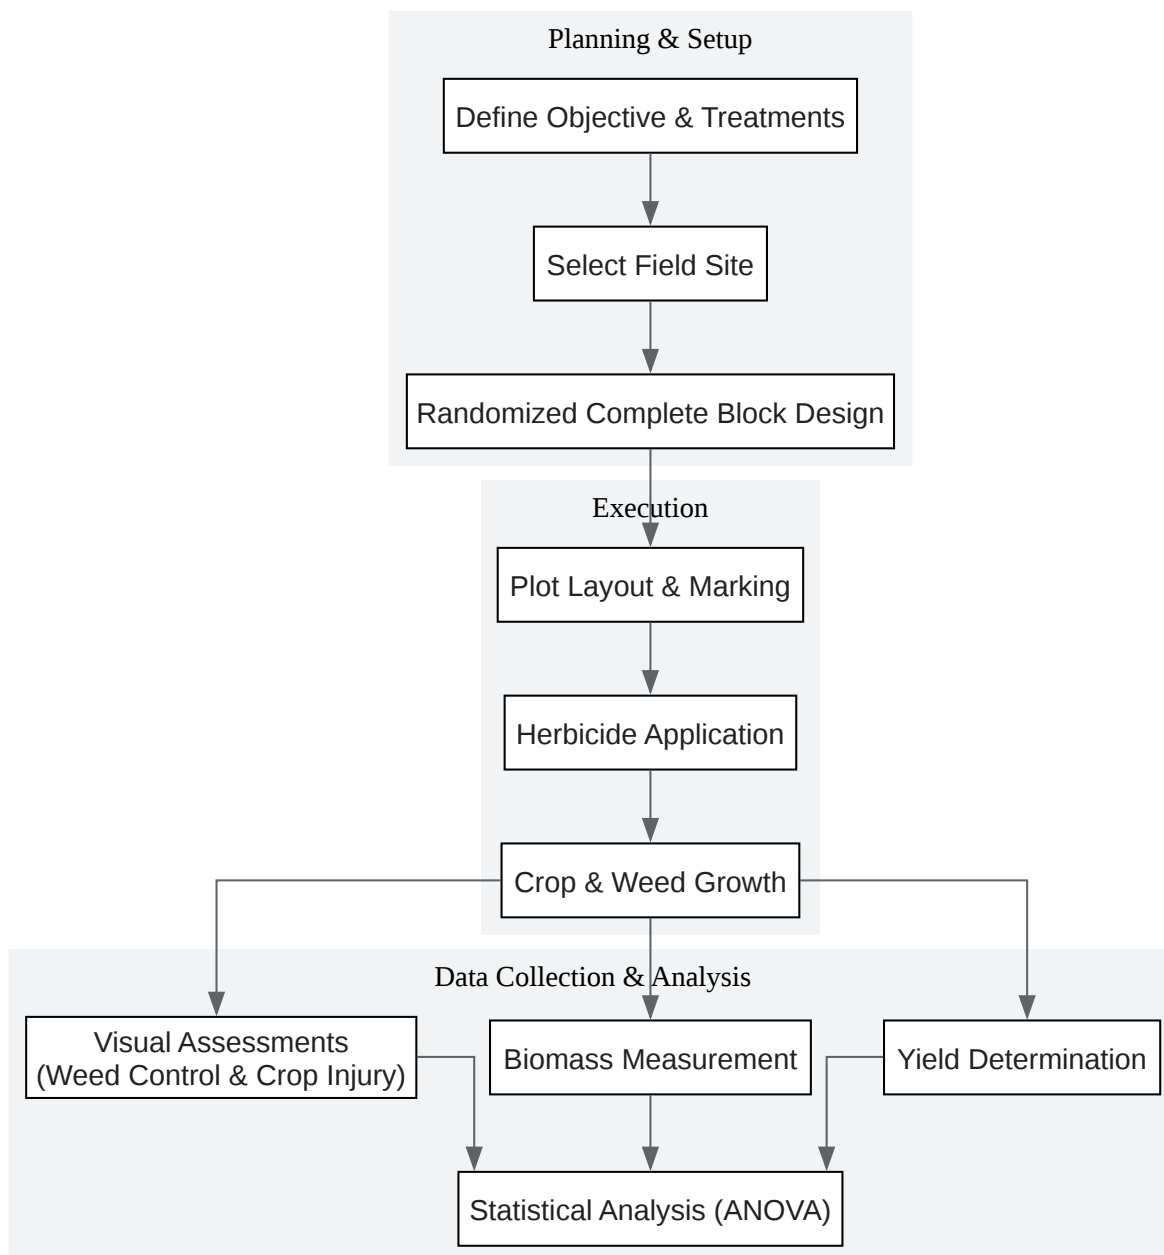 Planning & Setup
Define Objective & Treatments
Select Field Site
Randomized Complete Block Design
Execution
Plot Layout & Marking
Herbicide Application
Crop & Weed Growth
Data Collection & Analysis
Visual Assessments
(Weed Control & Crop Injury)
Biomass Measurement
Yield Determination
Statistical Analysis (ANOVA)